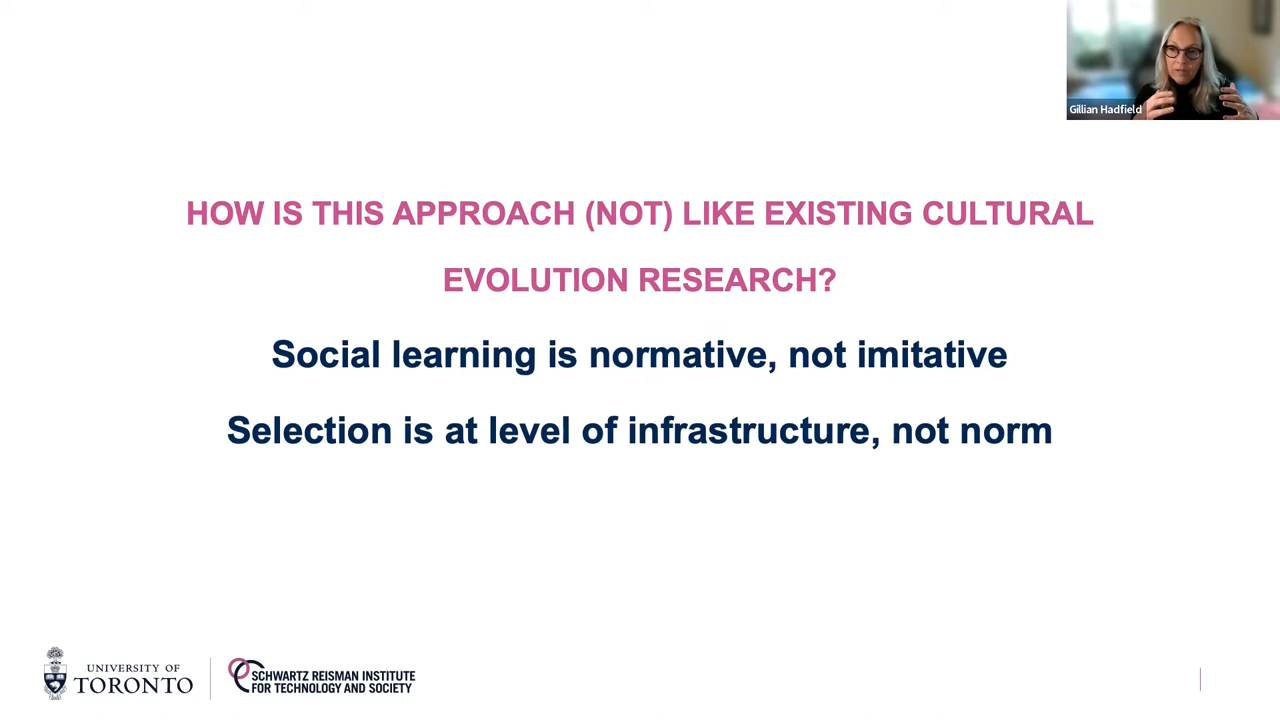 Gillian Hadfield
HOW IS THIS APPROACH (NOT) LIKE EXISTING CULTURAL
EVOLUTION RESEARCH?
Social learning is normative, not imitative
Selection is at level of infrastructure, not norm
UNIVERSITY OF
TORONTO
SCHWARTZ REISMAN INSTITUTE
FOR TECHNOLOGY AND SOCIETY